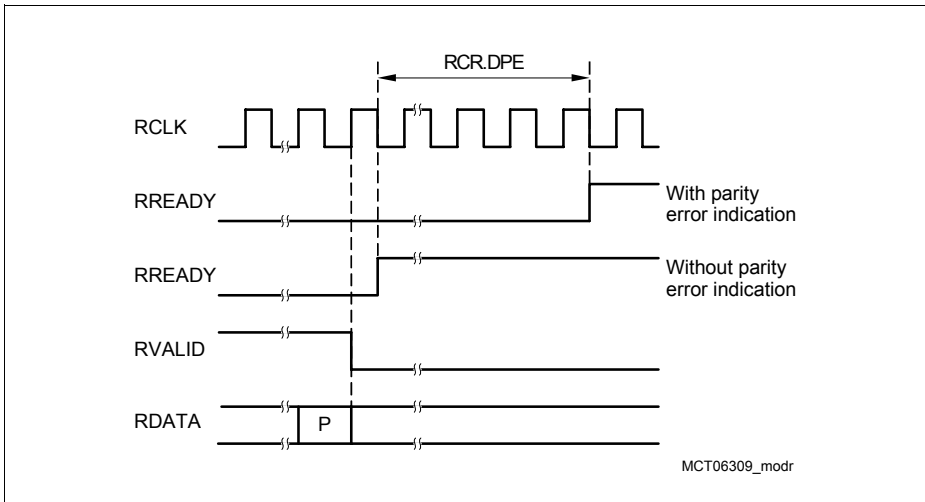 RCR.DPE
RCLK
RREADY
With parity
error indication
RREADY
Without parity
error indication
RVALID
RDATA
P
MCT06309_modr